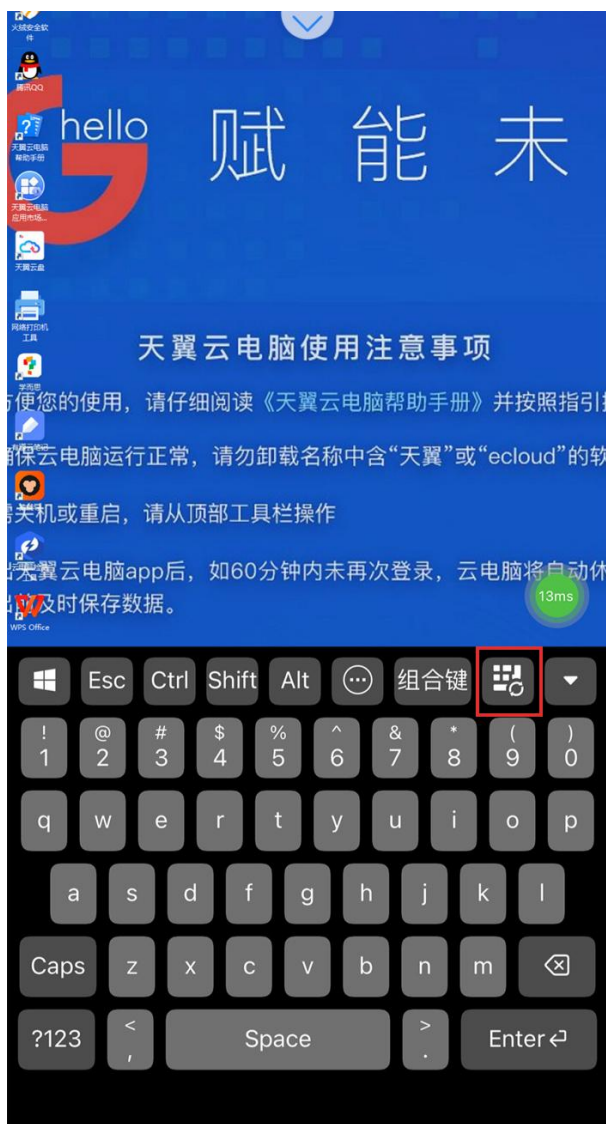 火绒安全软
件
腾讯QQ
hello 赋 能 未
天翼云电脑
帮助手册
天翼云电脑
应用市场...
天翼云盘
网络打印机
工具
天翼云电脑使用注意事项
学而思
便您的使用，请仔细阅读《天翼云电脑帮助手册》并按照指引
保云电脑运行正常，请勿卸载名称中含“天翼”或“ecloud”的软
关机或重启，请从顶部工具栏操作
天翼云电脑app后，如60分钟内未再次登录，云电脑将自动休
及时保存数据。
13ms
WPS Office
Esc Ctrl Shift Alt 组合键
! @ # $ % ^ & * ( )
1 2 3 4 5 6 7 8 9 0
q w e r t y u i o p
a s d f g h j k l
Caps z x c v b n m
?123 < , Space > . Enter